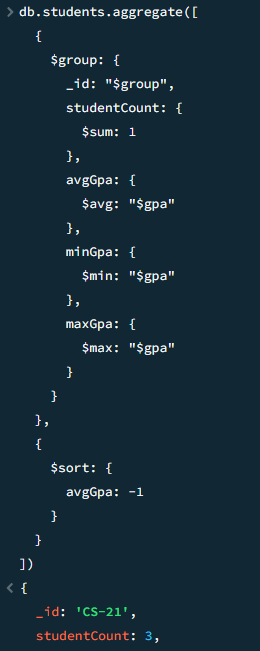 > db.students.aggregate([
{
$group: {
_id: "$group",
studentCount: {
$sum: 1
},
avgGpa: {
$avg: "$gpa"
},
minGpa: {
$min: "$gpa"
},
maxGpa: {
$max: "$gpa"
}
}
},
{
$sort: {
avgGpa: -1
}
}
])
< {
_id: 'CS-21',
studentCount: 3,